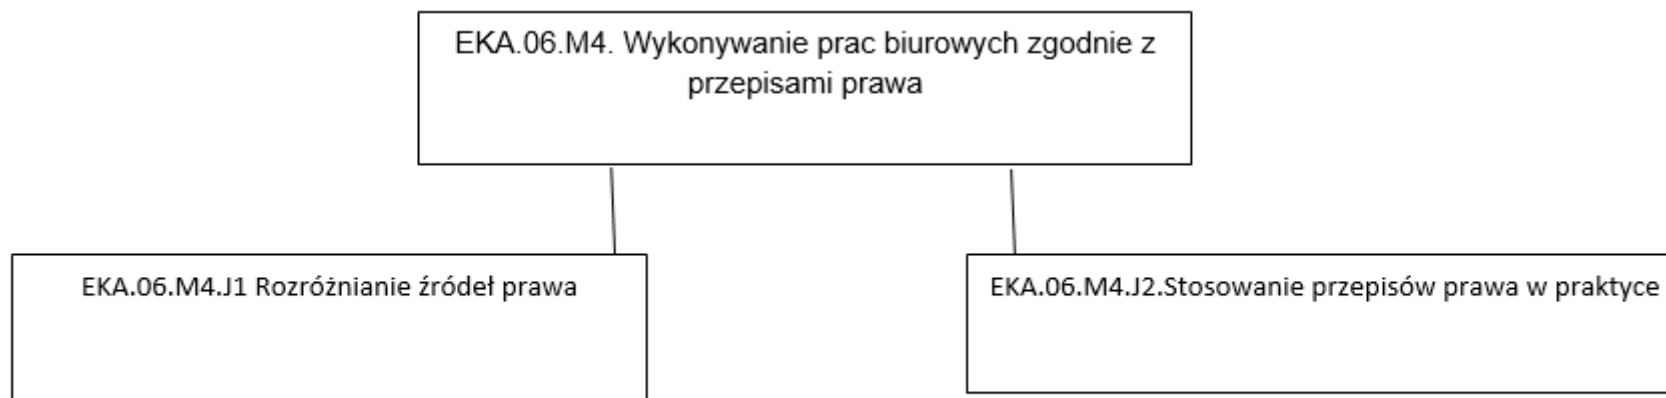 EKA.06.M4. Wykonywanie prac biurowych zgodnie z
przepisami prawa
EKA.06.M4.J1 Rozróżnianie źródeł prawa
EKA.06.M4.J2.Stosowanie przepisów prawa w praktyce